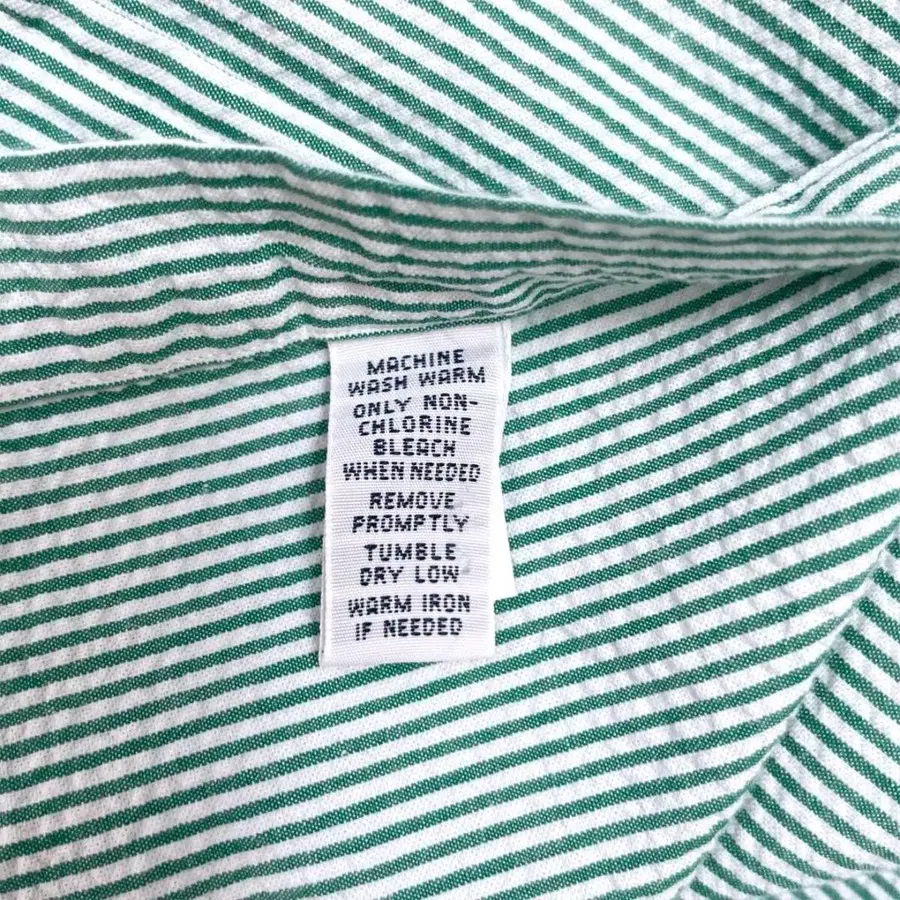 MACHINE
WASH WARM
ONLY NON-
CHLORINE
BLEACH
WHEN NEEDED
REMOVE
PROMPTLY
TUMBLE
DRY LOW
WARM IRON
IF NEEDED